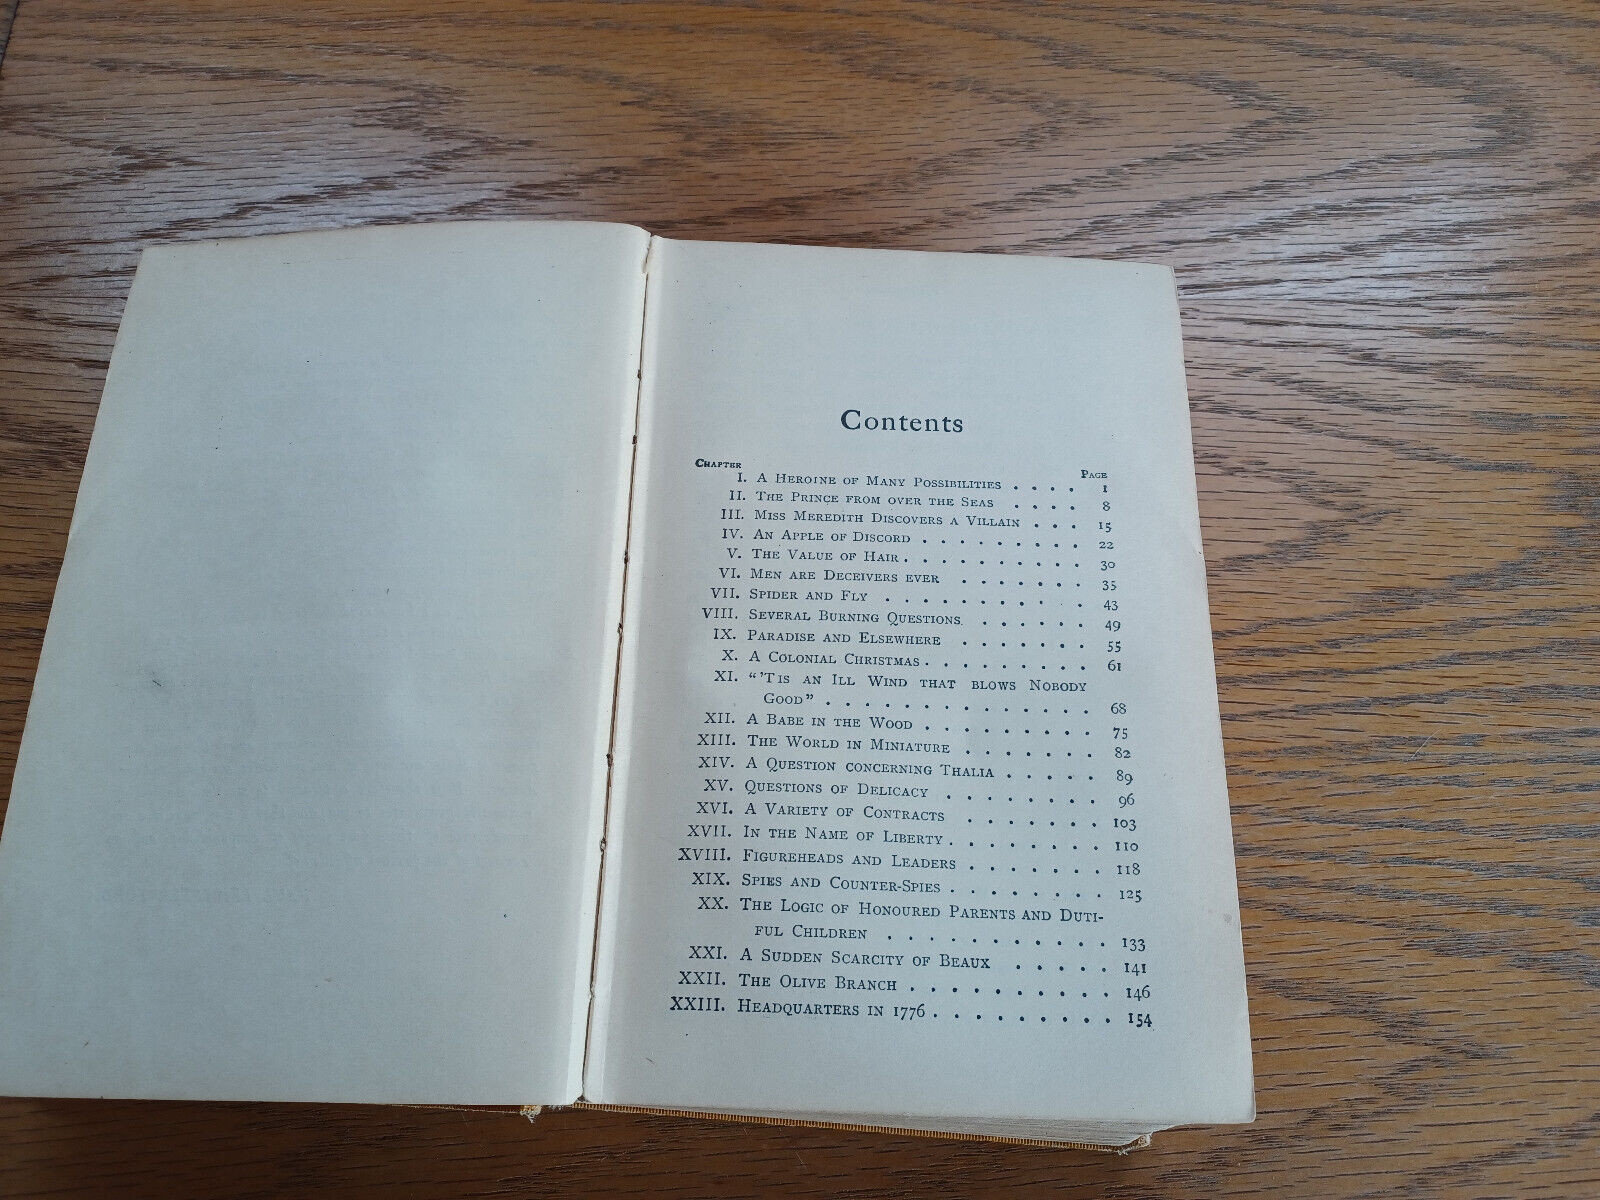 Contents
CHAPTER PAGE
I. A HEROINE OF MANY POSSIBILITIES . . . . 1
II. THE PRINCE FROM OVER THE SEAS . . . . 8
III. MISS MEREDITH DISCOVERS A VILLAIN . . . 15
IV. AN APPLE OF DISCORD . . . . . . . . . 22
V. THE VALUE OF HAIR . . . . . . . . . . 30
VI. MEN ARE DECEIVERS EVER . . . . . . . 35
VII. SPIDER AND FLY . . . . . . . . . . 43
VIII. SEVERAL BURNING QUESTIONS . . . . . . 49
IX. PARADISE AND ELSEWHERE . . . . . . . 55
X. A COLONIAL CHRISTMAS . . . . . . . . . 61
XI. "'TIS AN ILL WIND THAT BLOWS NOBODY
GOOD" . . . . . . . . . . . . . . 68
XII. A BABE IN THE WOOD . . . . . . . . . 75
XIII. THE WORLD IN MINIATURE . . . . . . . 82
XIV. A QUESTION CONCERNING THALIA . . . . . 89
XV. QUESTIONS OF DELICACY . . . . . . . . 96
XVI. A VARIETY OF CONTRACTS . . . . . . . 103
XVII. IN THE NAME OF LIBERTY . . . . . . . . 110
XVIII. FIGUREHEADS AND LEADERS . . . . . . . 118
XIX. SPIES AND COUNTER-SPIES . . . . . . . . 125
XX. THE LOGIC OF HONOURED PARENTS AND DUTI-
FUL CHILDREN . . . . . . . . . . . 133
XXI. A SUDDEN SCARCITY OF BEAUX . . . . . 141
XXII. THE OLIVE BRANCH . . . . . . . . . . 146
XXIII. HEADQUARTERS IN 1776 . . . . . . . . . 154